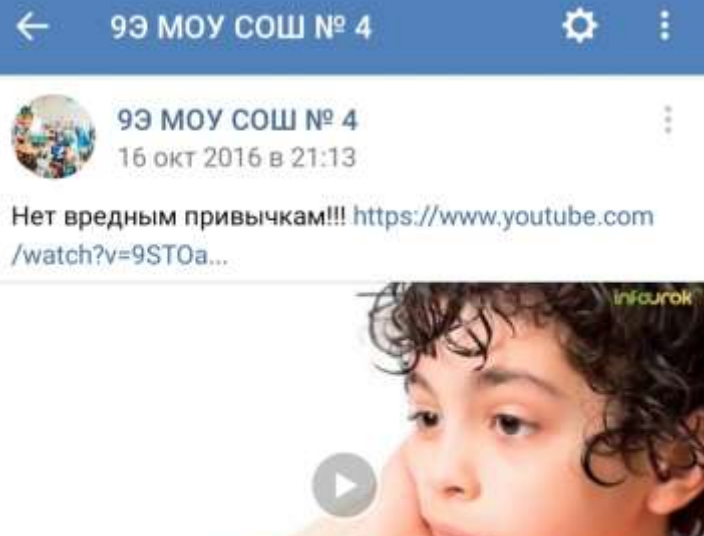 9Э МОУ СОШ № 4
9Э МОУ СОШ № 4
16 окт 2016 в 21:13
Нет вредным привычкам!!! https://www.youtube.com
/watch?v=9STOa...
infourok